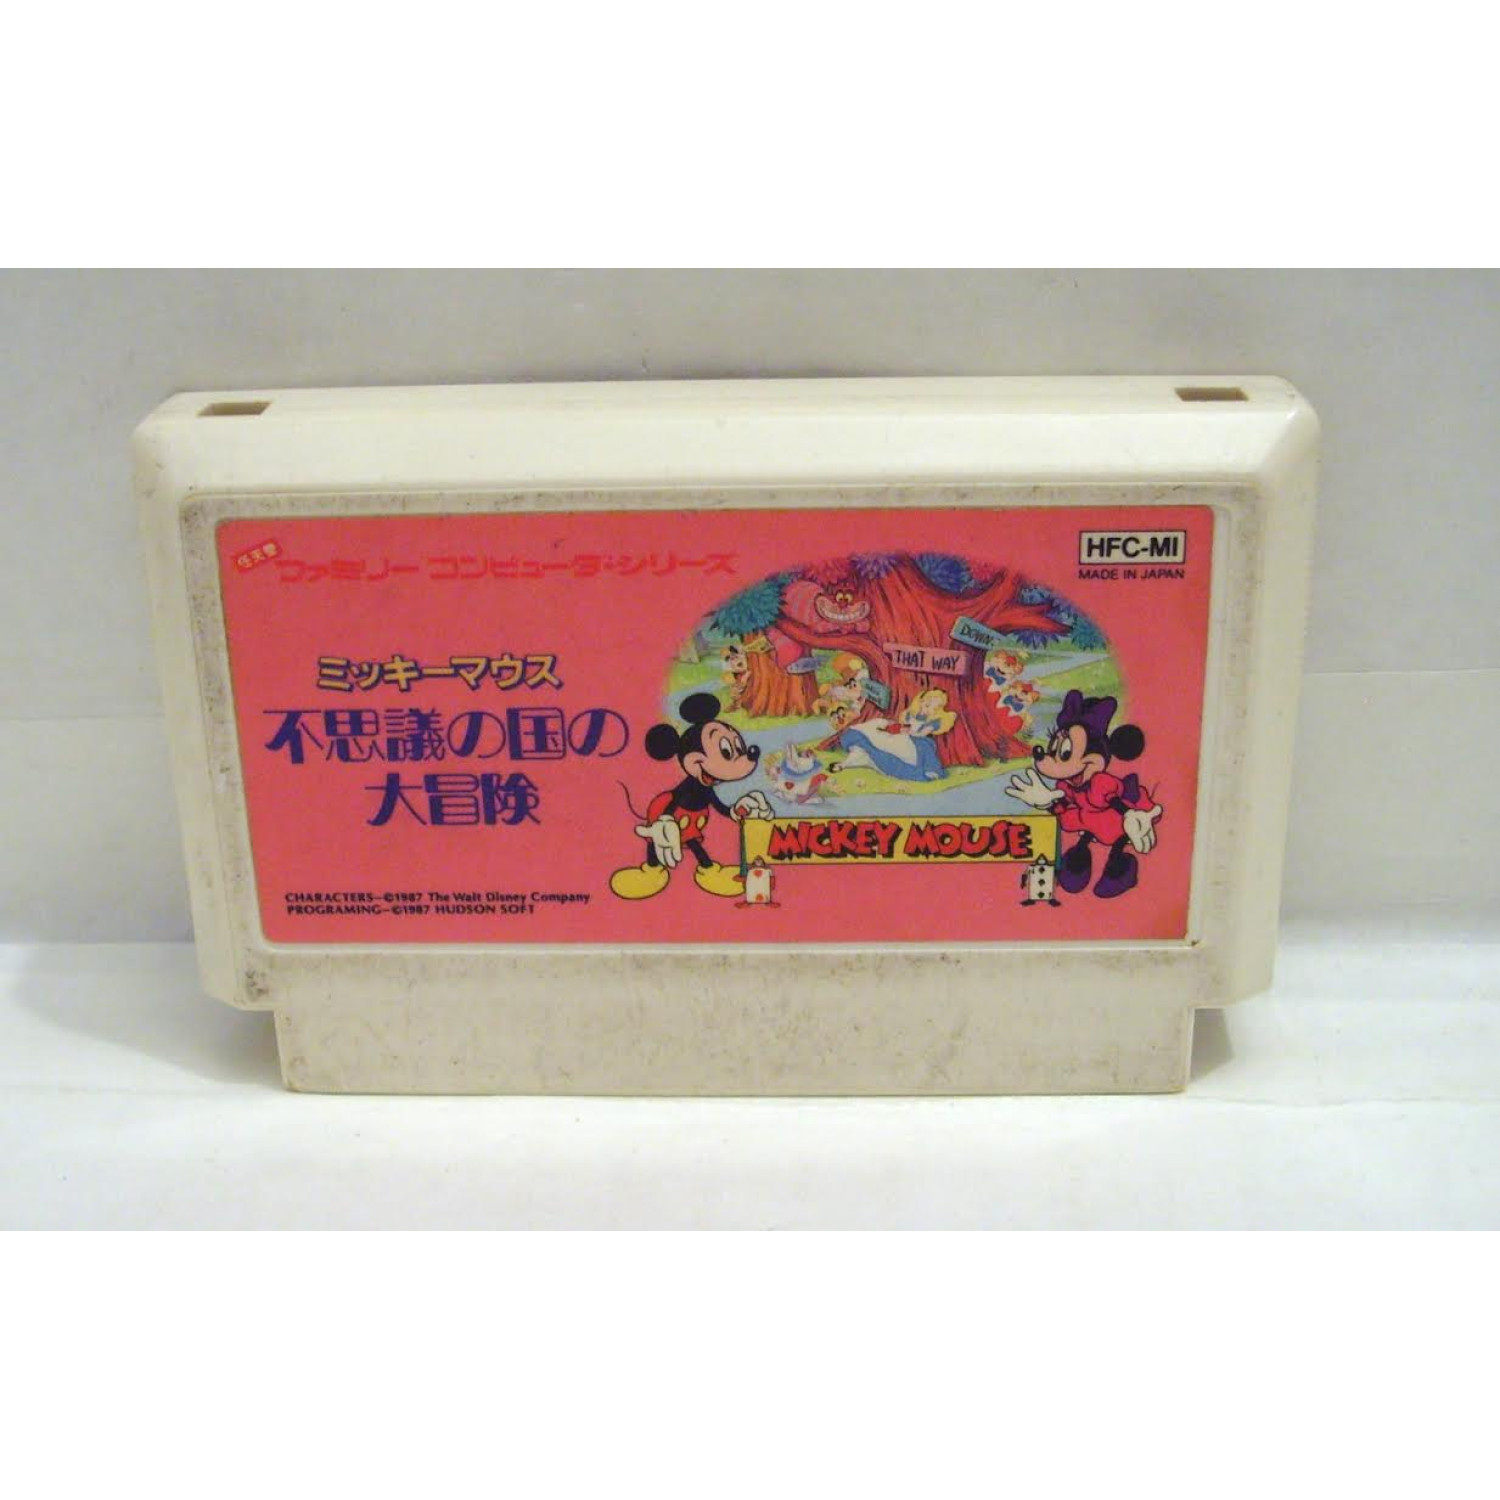 任天堂 ファミリー コンピュータ・シリーズ
HFC-MI
MADE IN JAPAN
ミッキーマウス
不思議の国の
大冒険
DOWN
THAT WAY
MICKEY MOUSE
CHARACTERS–©1987 The Walt Disney Company
PROGRAMING–©1987 HUDSON SOFT